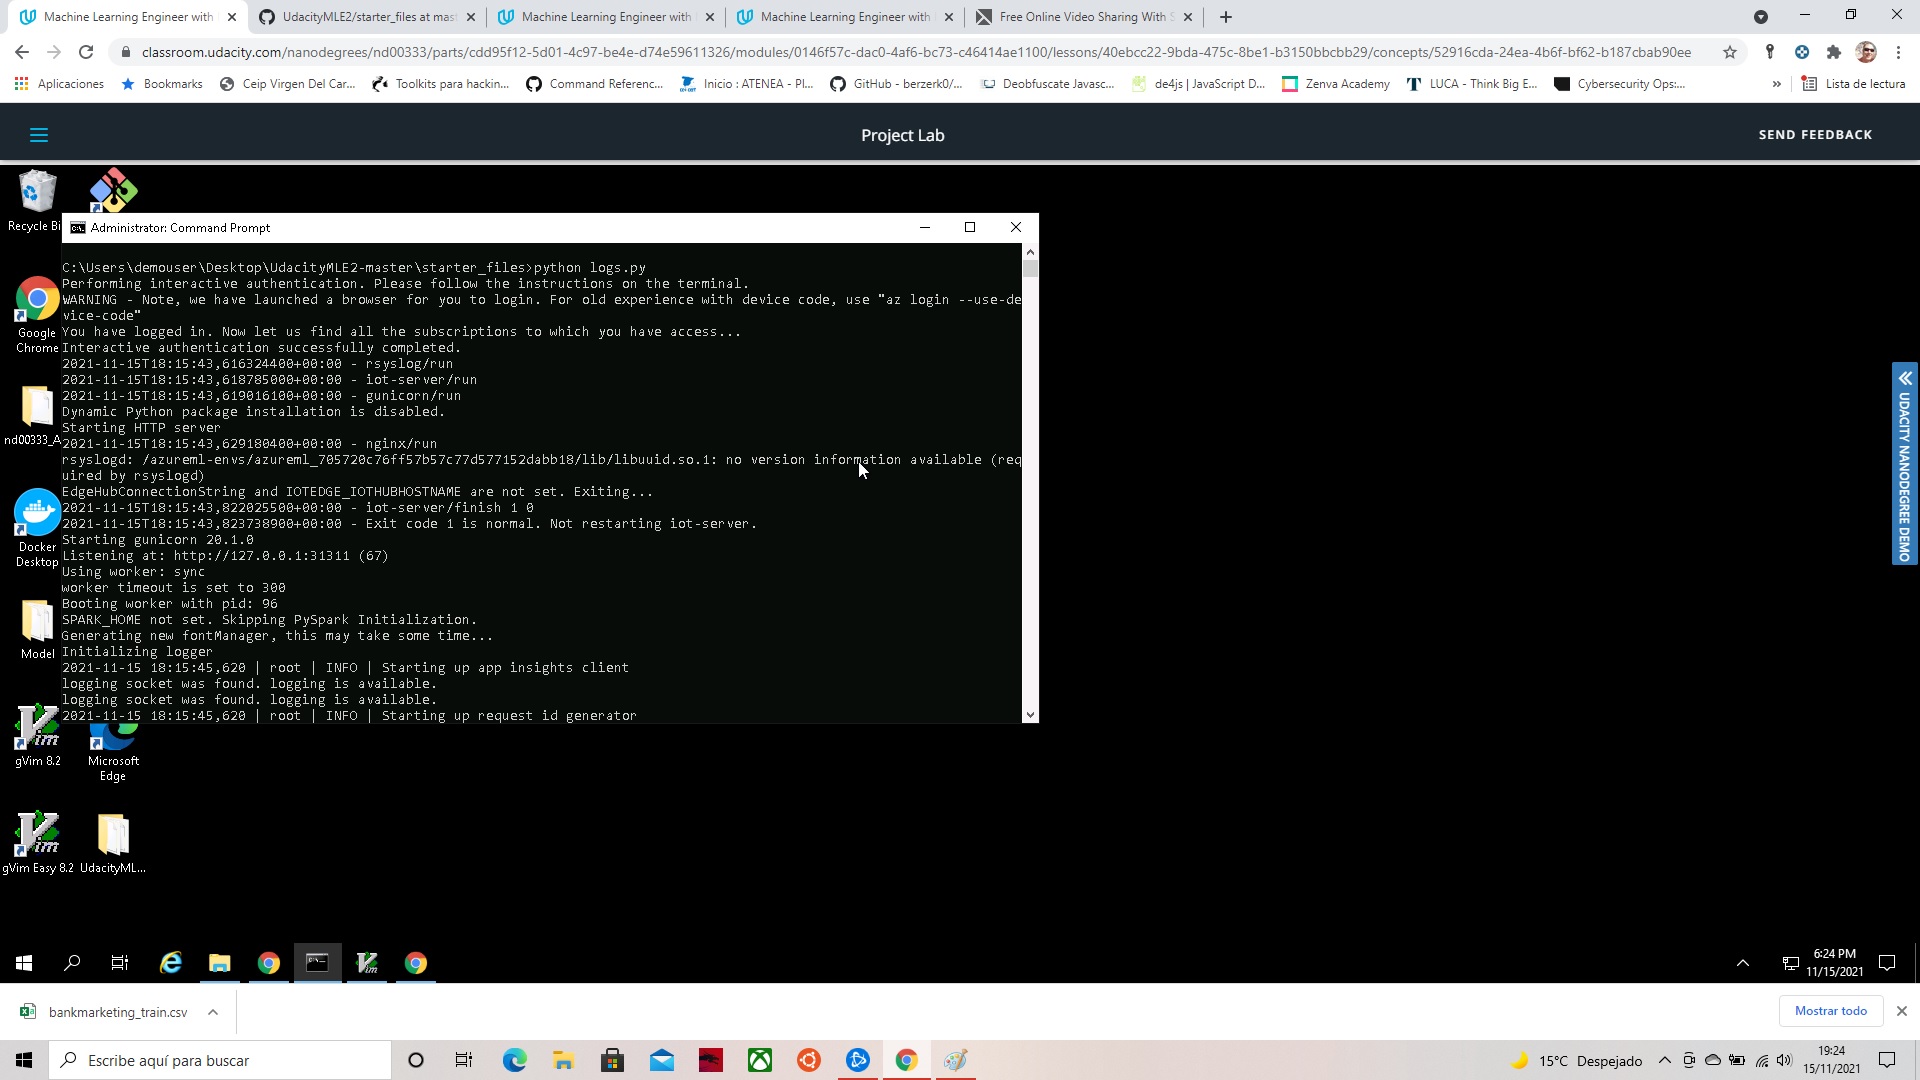 Machine Learning Engineer with
UdacityMLE2/starter_files at mas
Machine Learning Engineer with
Machine Learning Engineer with
Free Online Video Sharing With S
classroom.udacity.com/nanodegrees/nd00333/parts/cdd95f12-5d01-4c97-be4e-d74e59611326/modules/0146f57c-dac0-4af6-bc73-c46414ae1100/lessons/40ebcc22-9bda-475c-8be1-b3150bbcbb29/concepts/52916cda-24ea-4b6f-bf62-b187cbab90ee
Aplicaciones
Bookmarks
Ceip Virgen Del Car...
Toolkits para hackin...
Command Referenc...
Inicio : ATENEA - Pl...
GitHub - berzerk0/...
Deobfuscate Javasc...
de4js | JavaScript D...
Zenva Academy
LUCA - Think Big E...
Cybersecurity Ops:...
»
Lista de lectura
Project Lab
SEND FEEDBACK
Recycle Bi
Administrator: Command Prompt
C:\Users\demouser\Desktop\UdacityMLE2-master\starter_files>python logs.py
Performing interactive authentication. Please follow the instructions on the terminal.
WARNING - Note, we have launched a browser for you to login. For old experience with device code, use "az login --use-de
vice-code"
You have logged in. Now let us find all the subscriptions to which you have access...
Interactive authentication successfully completed.
2021-11-15T18:15:43,616324400+00:00 - rsyslog/run
2021-11-15T18:15:43,618785000+00:00 - iot-server/run
2021-11-15T18:15:43,619016100+00:00 - gunicorn/run
Dynamic Python package installation is disabled.
Starting HTTP server
2021-11-15T18:15:43,629180400+00:00 - nginx/run
rsyslogd: /azureml-envs/azureml_705720c76ff57b57c77d577152dabb18/lib/libuuid.so.1: no version information available (req
uired by rsyslogd)
EdgeHubConnectionString and IOTEDGE_IOTHUBHOSTNAME are not set. Exiting...
2021-11-15T18:15:43,822025500+00:00 - iot-server/finish 1 0
2021-11-15T18:15:43,823738900+00:00 - Exit code 1 is normal. Not restarting iot-server.
Starting gunicorn 20.1.0
Listening at: http://127.0.0.1:31311 (67)
Using worker: sync
worker timeout is set to 300
Booting worker with pid: 96
SPARK_HOME not set. Skipping PySpark Initialization.
Generating new fontManager, this may take some time...
Initializing logger
2021-11-15 18:15:45,620 | root | INFO | Starting up app insights client
logging socket was found. logging is available.
logging socket was found. logging is available.
2021-11-15 18:15:45,620 | root | INFO | Starting up request id generator
Google
Chrome
nd00333_A
Docker
Desktop
Model
gVim 8.2
Microsoft
Edge
gVim Easy 8.2
UdacityML...
UDACITY NANODEGREE DEMO
6:24 PM
11/15/2021
bankmarketing_train.csv
Mostrar todo
Escribe aquí para buscar
15°C Despejado
19:24
15/11/2021